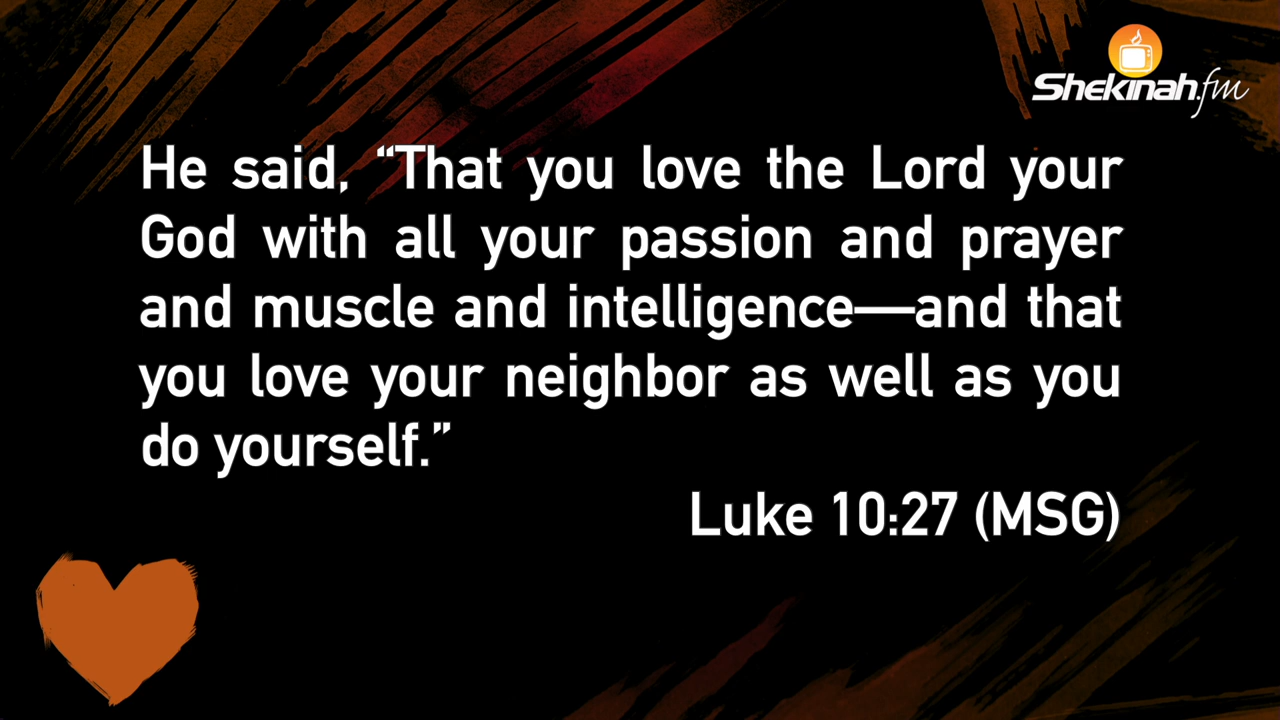 Shekinah.fm
He said, “That you love the Lord your
God with all your passion and prayer
and muscle and intelligence—and that
you love your neighbor as well as you
do yourself.”
Luke 10:27 (MSG)